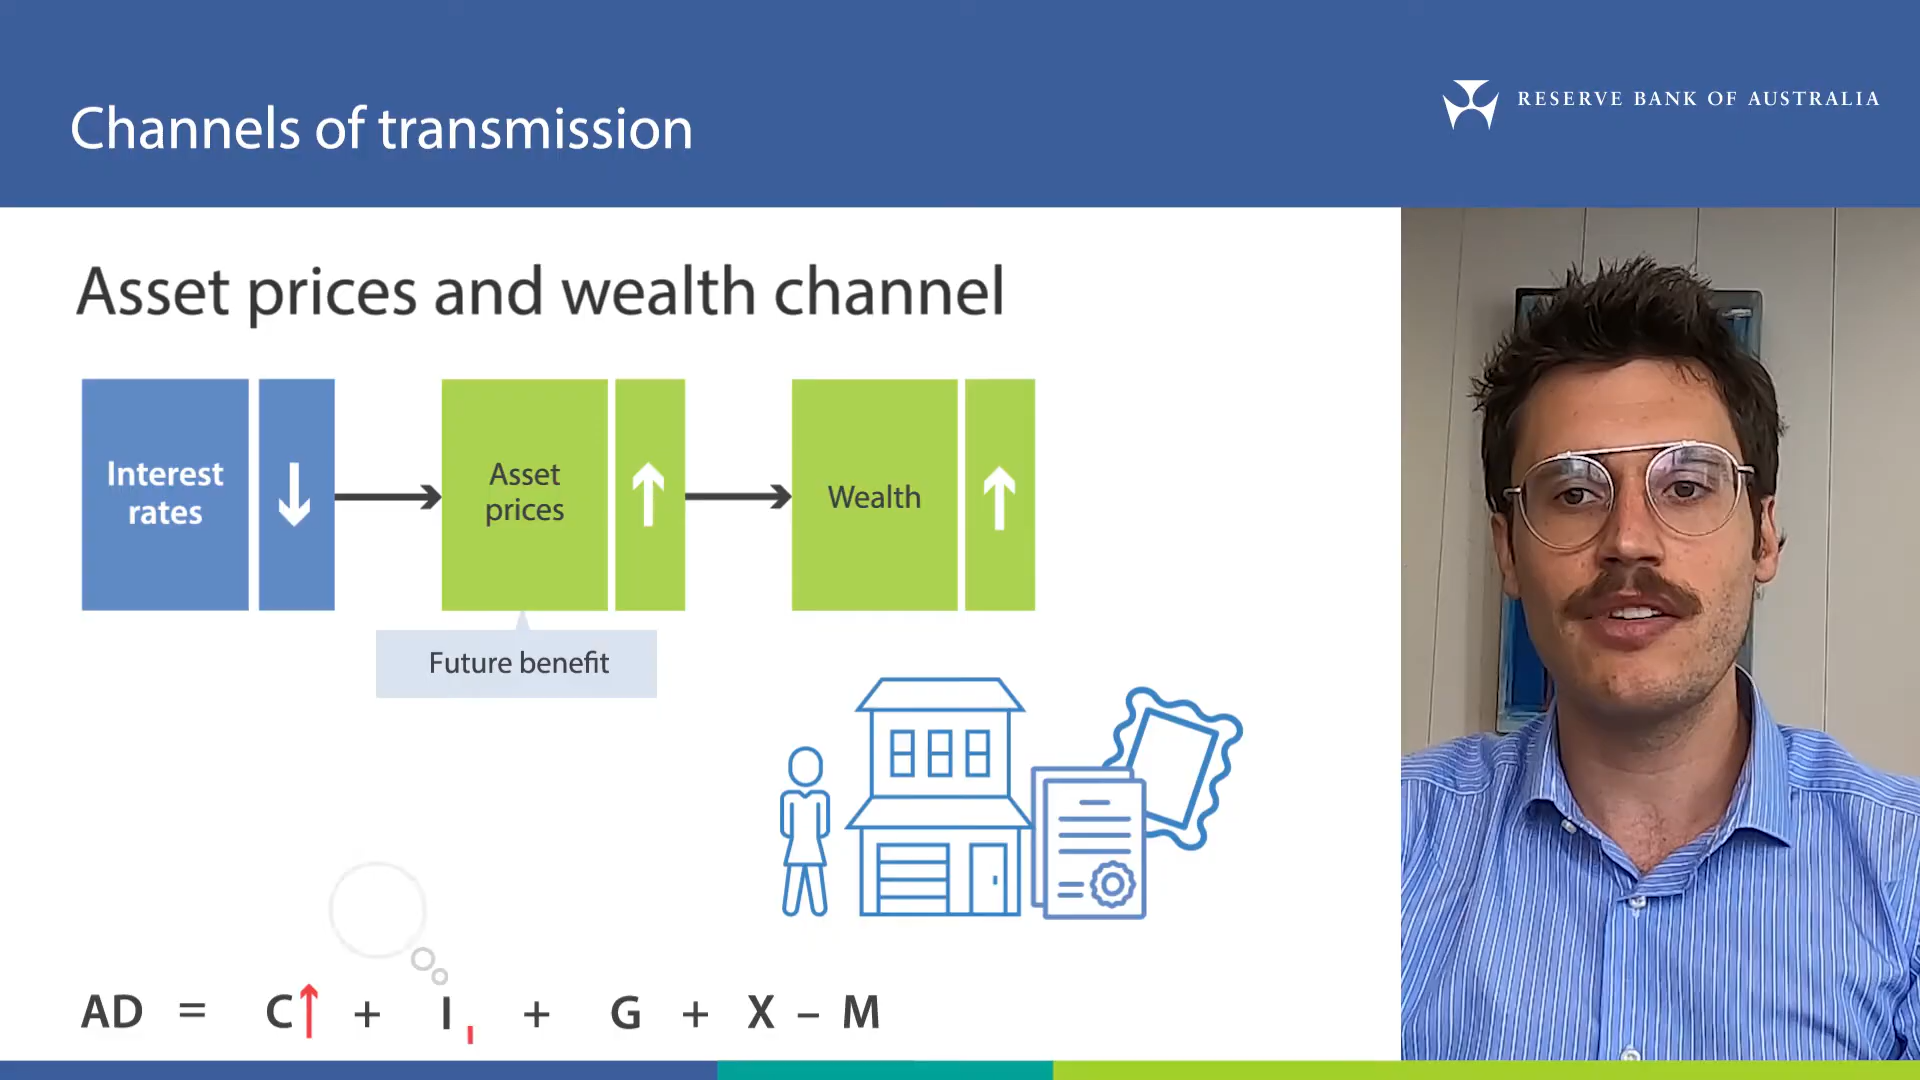 Channels of transmission
RESERVE BANK OF AUSTRALIA
Asset prices and wealth channel
Interest
rates
Asset
prices
Wealth
Future benefit
AD = C + I + G + X – M